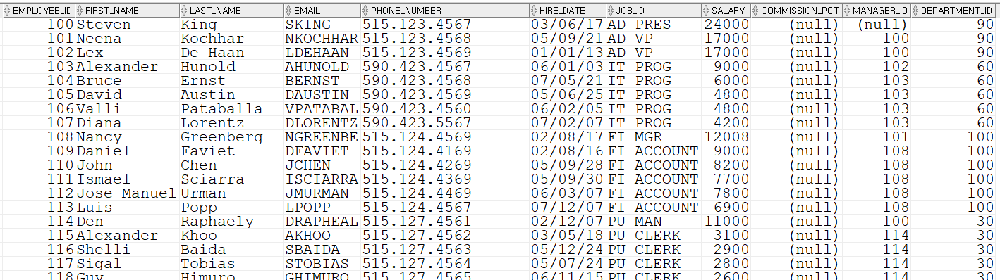 EMPLOYEE_ID FIRST_NAME LAST_NAME EMAIL PHONE_NUMBER HIRE_DATE JOB_ID SALARY COMMISSION_PCT MANAGER_ID DEPARTMENT_ID
100 Steven King SKING 515.123.4567 03/06/17 AD PRES 24000 (null) (null) 90
101 Neena Kochhar NKOCHHAR 515.123.4568 05/09/21 AD VP 17000 (null) 100 90
102 Lex De Haan LDEHAAN 515.123.4569 01/01/13 AD VP 17000 (null) 100 90
103 Alexander Hunold AHUNOLD 590.423.4567 06/01/03 IT PROG 9000 (null) 102 60
104 Bruce Ernst BERNST 590.423.4568 07/05/21 IT PROG 6000 (null) 103 60
105 David Austin DAUSTIN 590.423.4569 05/06/25 IT PROG 4800 (null) 103 60
106 Valli Pataballa VPATABAL 590.423.4560 06/02/05 IT PROG 4800 (null) 103 60
107 Diana Lorentz DLORENTZ 590.423.5567 07/02/07 IT PROG 4200 (null) 103 60
108 Nancy Greenberg NGREENBE 515.124.4569 02/08/17 FI MGR 12008 (null) 101 100
109 Daniel Faviet DFAVIET 515.124.4169 02/08/16 FI ACCOUNT 9000 (null) 108 100
110 John Chen JCHEN 515.124.4269 05/09/28 FI ACCOUNT 8200 (null) 108 100
111 Ismael Sciarra ISCIARRA 515.124.4369 05/09/30 FI ACCOUNT 7700 (null) 108 100
112 Jose Manuel Urman JMURMAN 515.124.4469 06/03/07 FI ACCOUNT 7800 (null) 108 100
113 Luis Popp LPOPP 515.124.4567 07/12/07 FI ACCOUNT 6900 (null) 108 100
114 Den Raphaely DRAPHEAL 515.127.4561 02/12/07 PU MAN 11000 (null) 100 30
115 Alexander Khoo AKHOO 515.127.4562 03/05/18 PU CLERK 3100 (null) 114 30
116 Shelli Baida SBAIDA 515.127.4563 05/12/24 PU CLERK 2900 (null) 114 30
117 Sigal Tobias STOBIAS 515.127.4564 05/07/24 PU CLERK 2800 (null) 114 30
118 Guy Himuro GHIMURO 515.127.4565 06/11/15 PU CLERK 2600 (null) 114 30